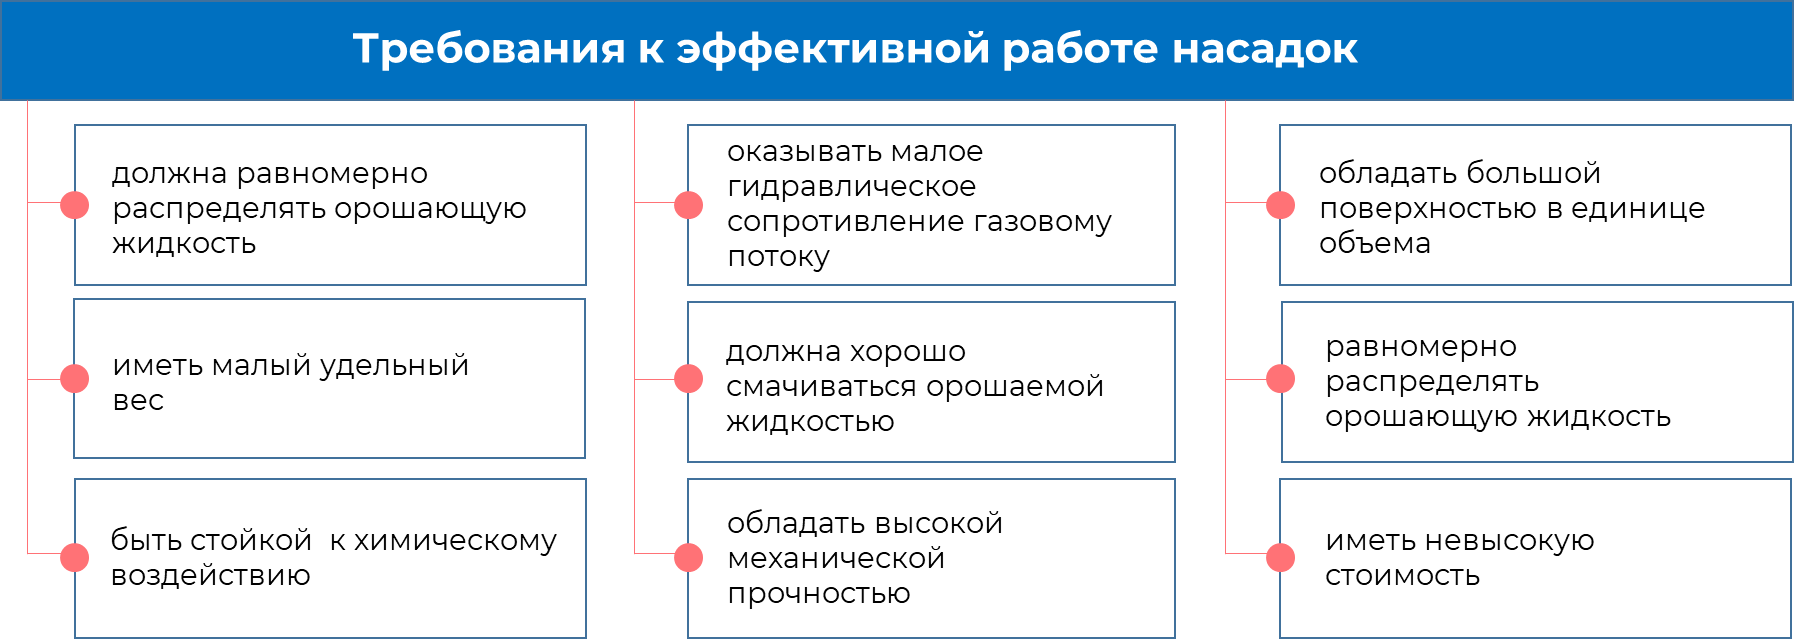 Требования к эффективной работе насадок
должна равномерно
распределять орошающую
жидкость
иметь малый удельный
вес
быть стойкой  к химическому
воздействию
оказывать малое
гидравлическое
сопротивление газовому
потоку
должна хорошо
смачиваться орошаемой
жидкостью
обладать высокой
механической
прочностью
обладать большой
поверхностью в единице
объема
равномерно
распределять
орошающую жидкость
иметь невысокую
стоимость